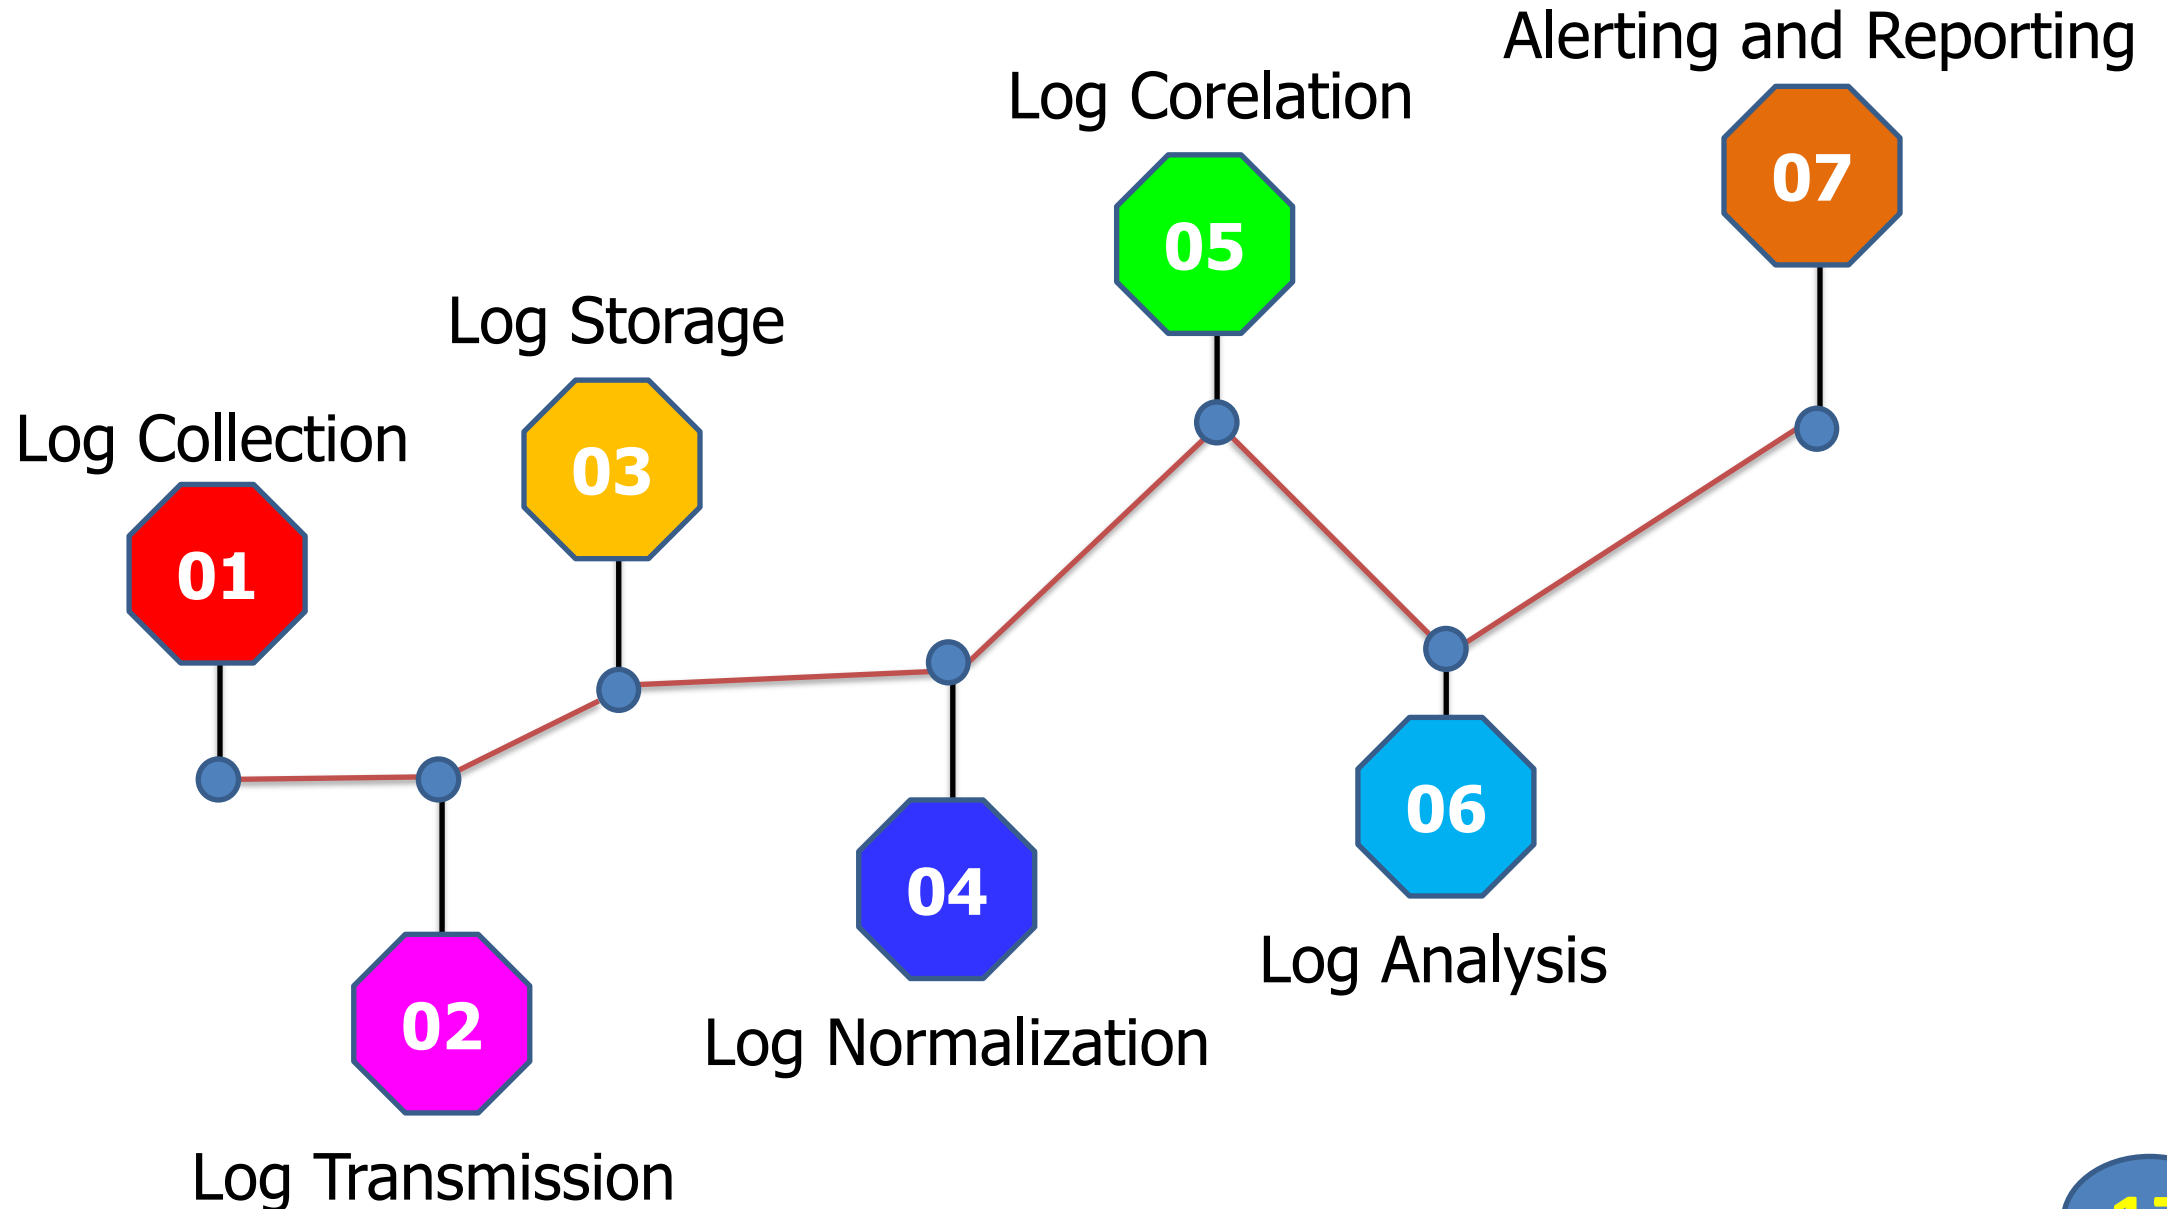 Log Collection
01
Log Transmission
02
Log Storage
03
Log Normalization
04
Log Corelation
05
Log Analysis
06
Alerting and Reporting
07